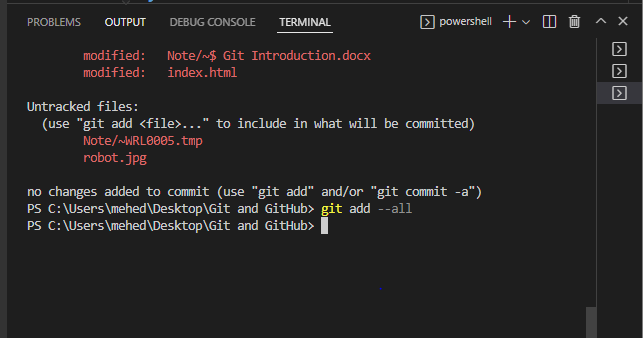 PROBLEMS OUTPUT DEBUG CONSOLE TERMINAL powershell
modified: Note/~$ Git Introduction.docx
modified: index.html
Untracked files:
(use "git add <file>..." to include in what will be committed)
Note/~WRL0005.tmp
robot.jpg
no changes added to commit (use "git add" and/or "git commit -a")
PS C:\Users\mehed\Desktop\Git and GitHub> git add --all
PS C:\Users\mehed\Desktop\Git and GitHub>